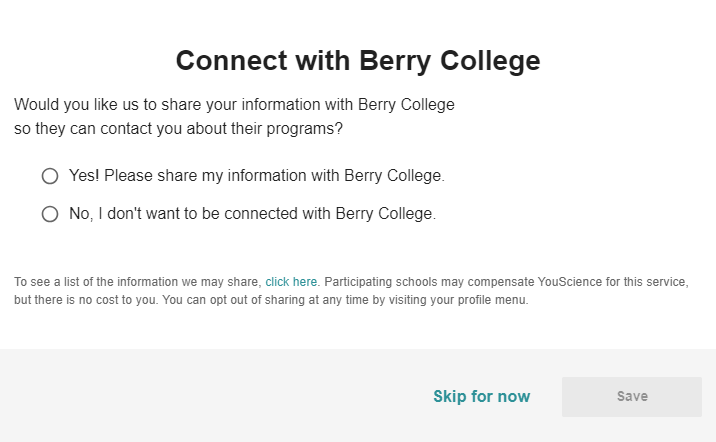 Connect with Berry College
Would you like us to share your information with Berry College
so they can contact you about their programs?
Yes! Please share my information with Berry College.
No, I don't want to be connected with Berry College.
To see a list of the information we may share, click here. Participating schools may compensate YouScience for this service,
but there is no cost to you. You can opt out of sharing at any time by visiting your profile menu.
Skip for now
Save